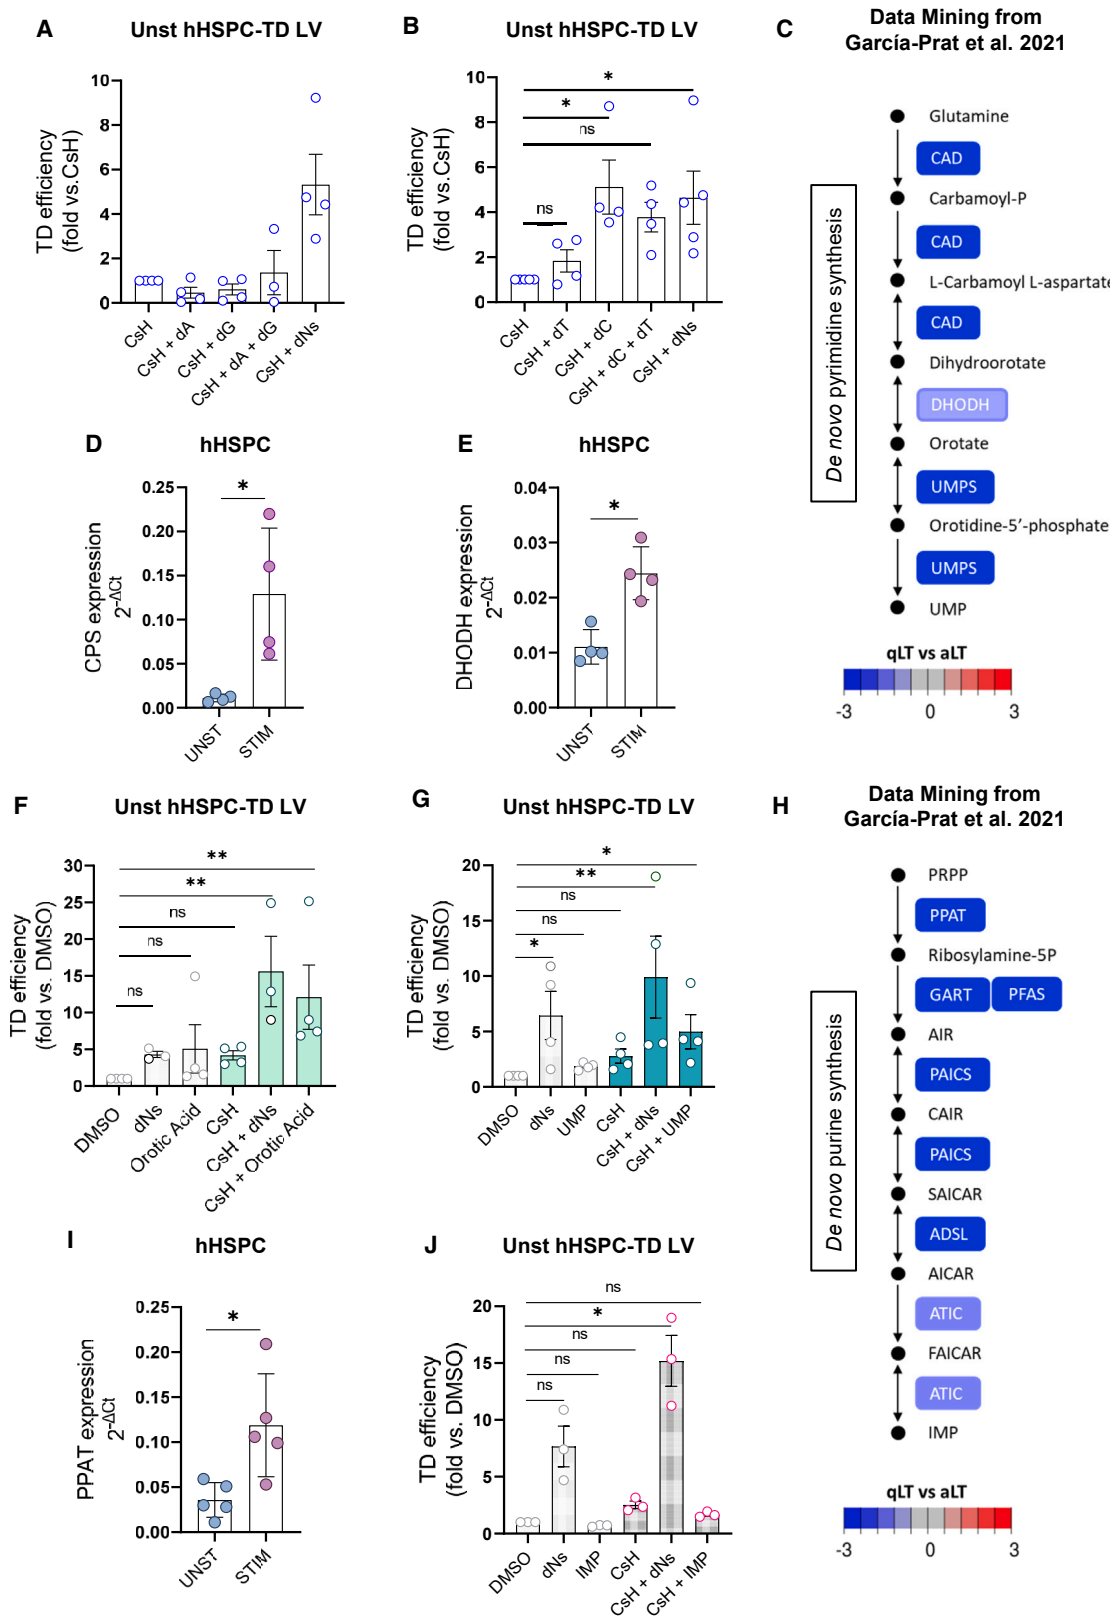 A
Unst hHSPC-TD LV
TD efficiency
(fold vs.CsH)
10
8
6
4
2
0
CsH
CsH + dA
CsH + dG
CsH + dA + dG
CsH + dNs
B
Unst hHSPC-TD LV
TD efficiency
(fold vs.CsH)
10
8
6
4
2
0
*
*
ns
ns
CsH
CsH + dT
CsH + dC
CsH + dC + dT
CsH + dNs
C
Data Mining from
García-Prat et al. 2021
De novo pyrimidine synthesis
Glutamine
CAD
Carbamoyl-P
CAD
L-Carbamoyl L-aspartate
CAD
Dihydroorotate
DHODH
Orotate
UMPS
Orotidine-5'-phosphate
UMPS
UMP
qLT vs aLT
-3 0 3
D
hHSPC
CPS expression
2-ΔCt
0.25
0.20
0.15
0.10
0.05
0.00
*
UNST
STIM
E
hHSPC
DHODH expression
2-ΔCt
0.04
0.03
0.02
0.01
0.00
*
UNST
STIM
F
Unst hHSPC-TD LV
TD efficiency
(fold vs. DMSO)
30
25
20
15
10
5
0
**
**
ns
ns
ns
DMSO
dNs
Orotic Acid
CsH
CsH + dNs
CsH + Orotic Acid
G
Unst hHSPC-TD LV
TD efficiency
(fold vs. DMSO)
20
15
10
5
0
*
**
ns
ns
*
DMSO
dNs
UMP
CsH
CsH + dNs
CsH + UMP
H
Data Mining from
García-Prat et al. 2021
De novo purine synthesis
PRPP
PPAT
Ribosylamine-5P
GART PFAS
AIR
PAICS
CAIR
PAICS
SAICAR
ADSL
AICAR
ATIC
FAICAR
ATIC
IMP
qLT vs aLT
-3 0 3
I
hHSPC
PPAT expression
2-ΔCt
0.25
0.20
0.15
0.10
0.05
0.00
*
UNST
STIM
J
Unst hHSPC-TD LV
TD efficiency
(fold vs. DMSO)
20
15
10
5
0
ns
*
ns
ns
ns
DMSO
dNs
IMP
CsH
CsH + dNs
CsH + IMP